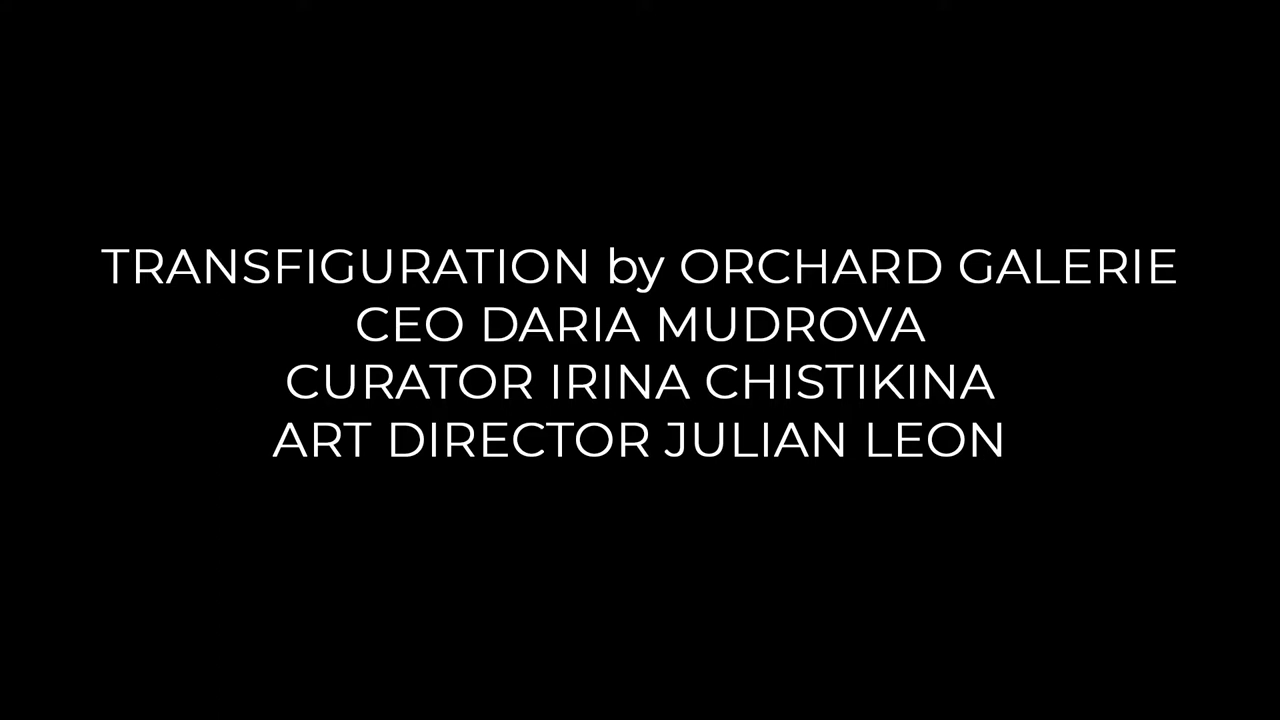 TRANSFIGURATION by ORCHARD GALERIE
CEO DARIA MUDROVA
CURATOR IRINA CHISTIKINA
ART DIRECTOR JULIAN LEON